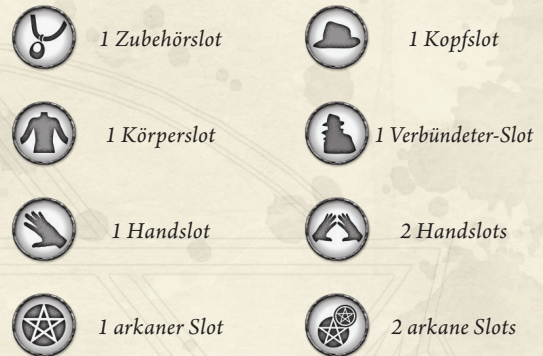 1 Zubehörslot
1 Kopfslot
1 Körperslot
1 Verbündeter-Slot
1 Handslot
2 Handslots
1 arkaner Slot
2 arkane Slots